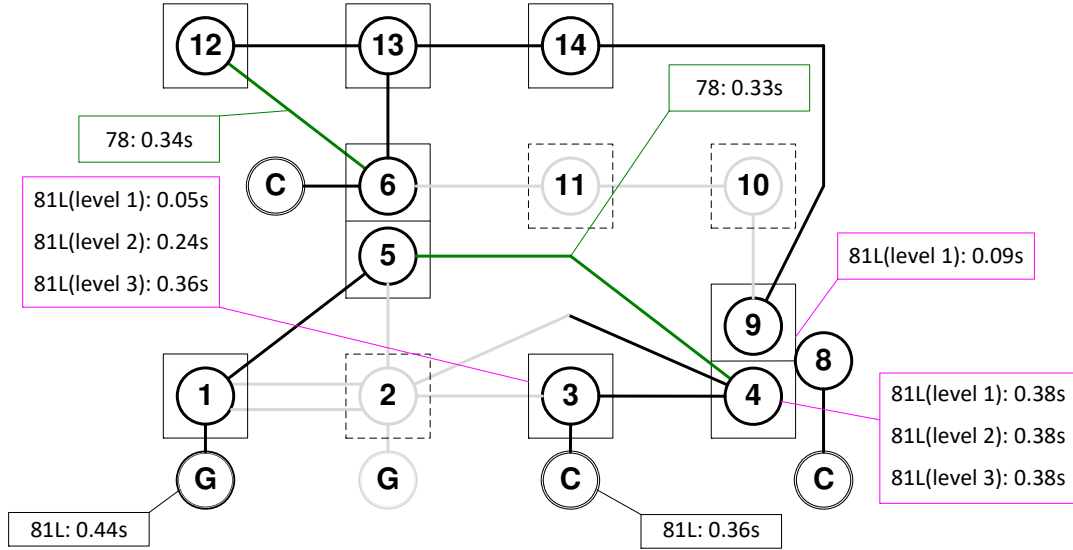 12
13
14
78: 0.33s
78: 0.34s
C
6
11
10
81L(level 1): 0.05s
81L(level 2): 0.24s
81L(level 3): 0.36s
5
81L(level 1): 0.09s
9
8
1
2
3
4
81L(level 1): 0.38s
81L(level 2): 0.38s
81L(level 3): 0.38s
G
G
C
C
81L: 0.44s
81L: 0.36s